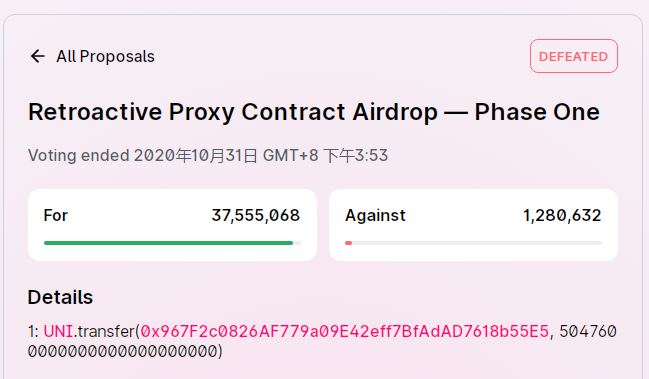 ← All Proposals
DEFEATED
Retroactive Proxy Contract Airdrop — Phase One
Voting ended 2020年10月31日 GMT+8 下午3:53
For 37,555,068
Against 1,280,632
Details
1: UNI.transfer(0x967F2c0826AF779a09E42eff7BfAdAD7618b55E5, 504760
0000000000000000000000)